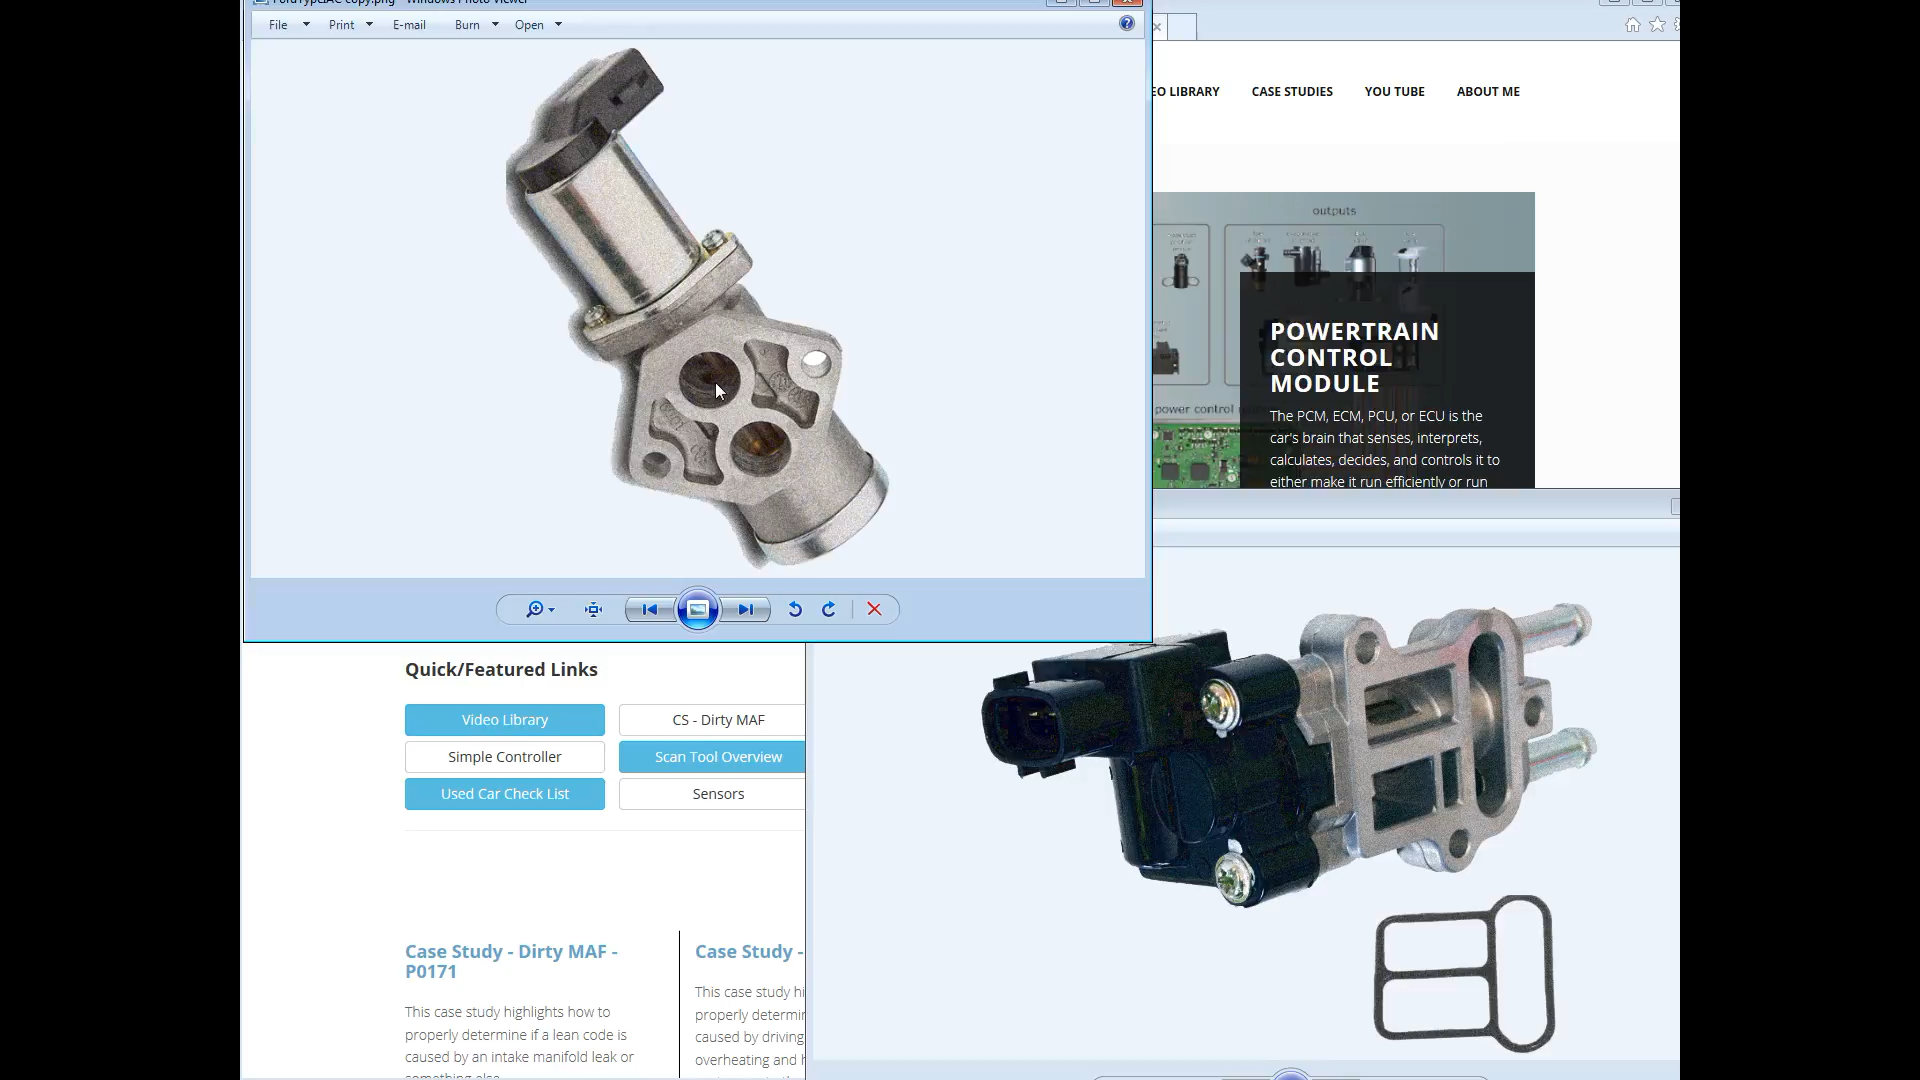 File
Print
E-mail
Burn
Open
EO LIBRARY
CASE STUDIES
YOU TUBE
ABOUT ME
outputs
POWERTRAIN
CONTROL
MODULE
power control
The PCM, ECM, PCU, or ECU is the
car's brain that senses, interprets,
calculates, decides, and controls it to
either make it run efficiently or run
Quick/Featured Links
Video Library
CS - Dirty MAF
Simple Controller
Scan Tool Overview
Used Car Check List
Sensors
Case Study - Dirty MAF -
P0171
This case study highlights how to
properly determine if a lean code is
caused by an intake manifold leak or
Case Study -
This case study hi
properly determin
caused by driving
overheating and h